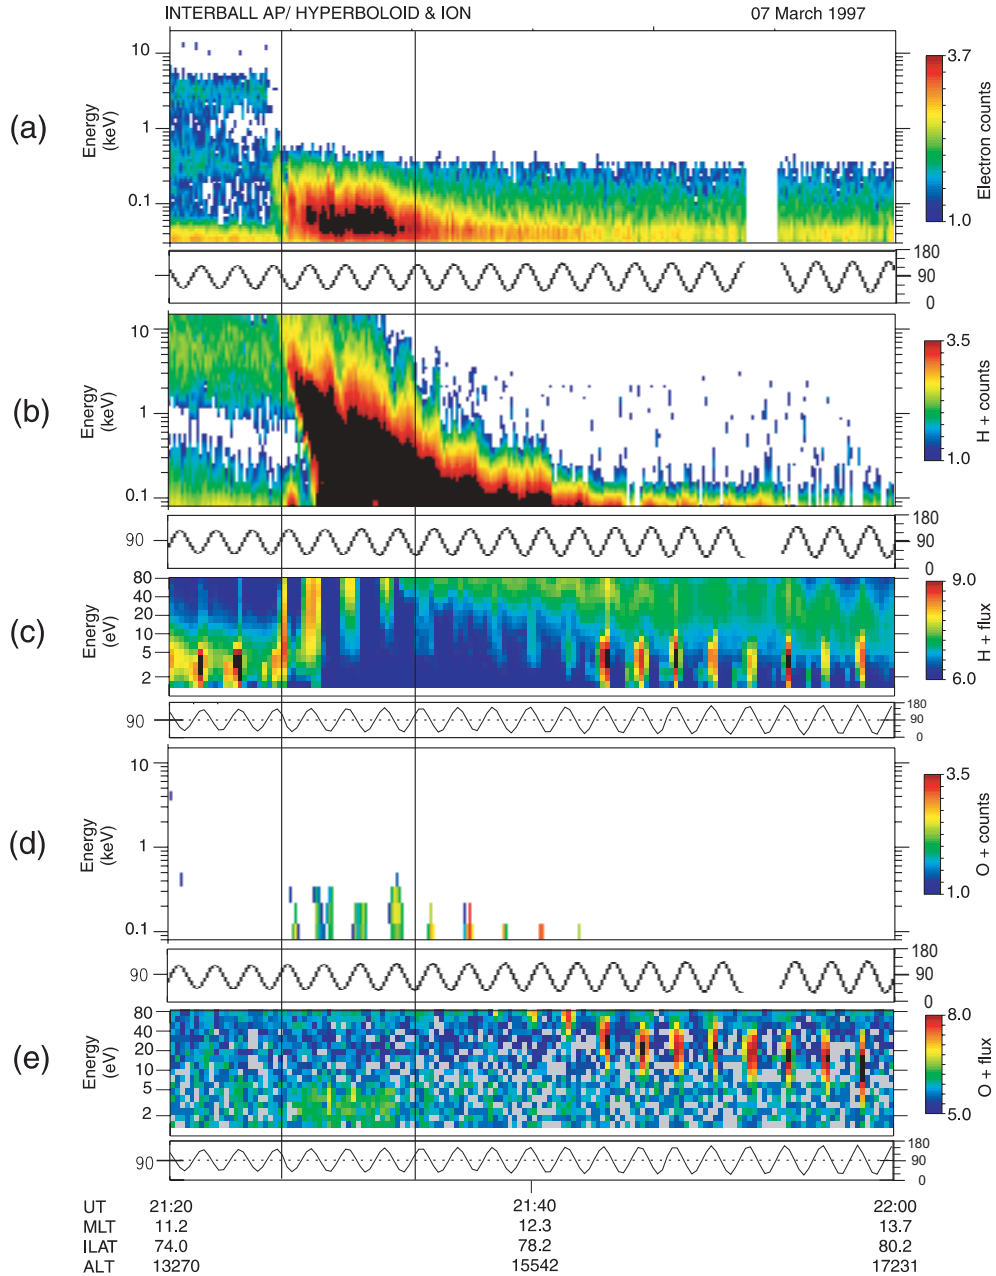 INTERBALL AP/ HYPERBOLOID & ION 07 March 1997
(a)
Energy
(keV)
10
1
0.1
3.7
1.0
Electron counts
180
90
0
(b)
Energy
(keV)
10
1
0.1
3.5
1.0
H + counts
90
180
90
0
(c)
Energy
(eV)
80
40
20
10
5
2
9.0
6.0
H + flux
90
180
90
0
(d)
Energy
(keV)
10
1
0.1
3.5
1.0
O + counts
90
180
90
0
(e)
Energy
(eV)
80
40
20
10
5
2
8.0
5.0
O + flux
90
180
90
0
UT 21:20 21:40 22:00
MLT 11.2 12.3 13.7
ILAT 74.0 78.2 80.2
ALT 13270 15542 17231